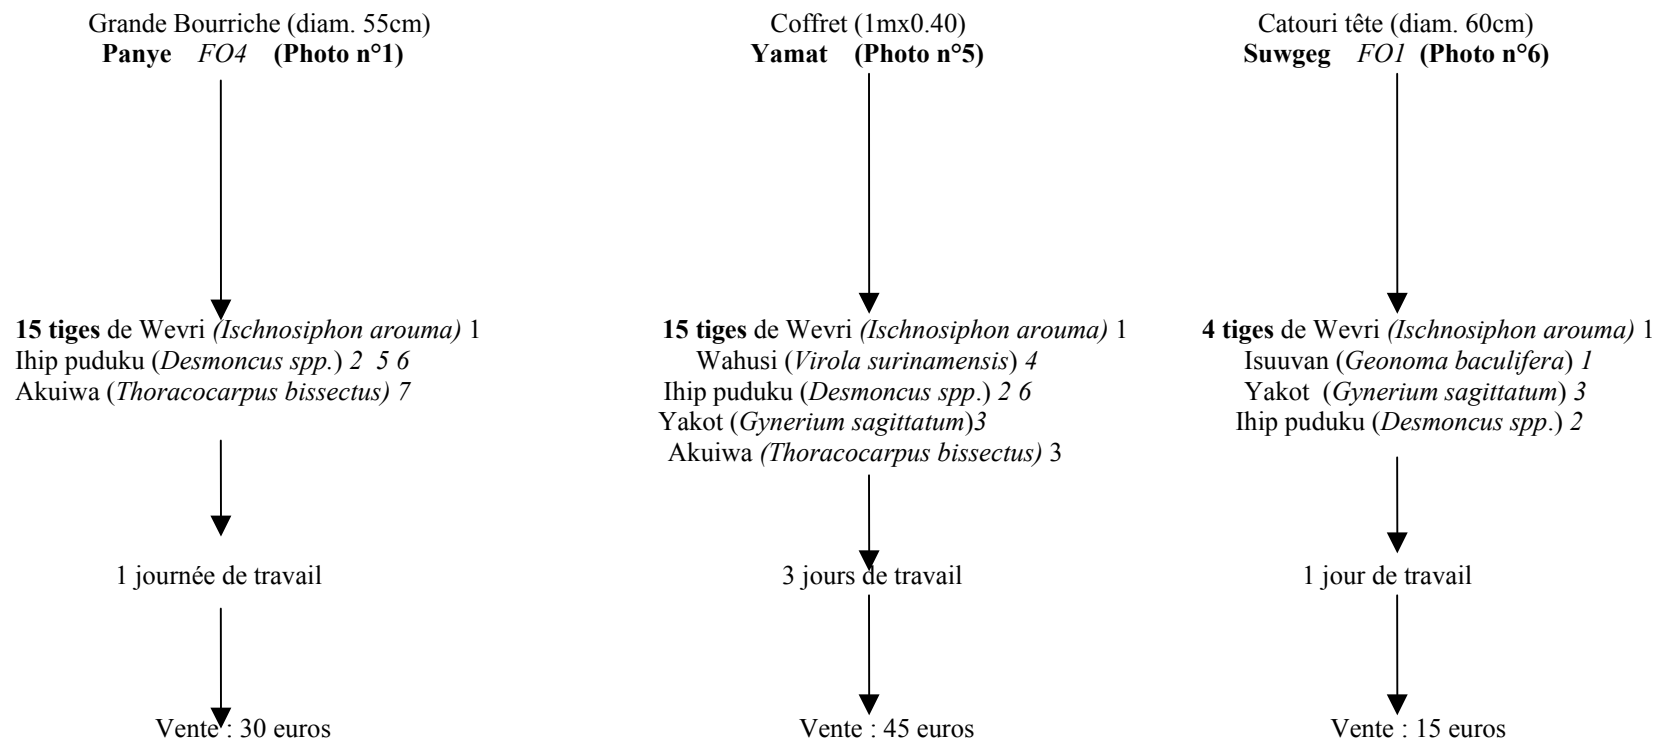 Grande Bourriche (diam. 55cm)
Panye FO4 (Photo n°1)
15 tiges de Wevri (Ischnosiphon arouma) 1
Ihip puduku (Desmoncus spp.) 2 5 6
Akuiwa (Thoracocarpus bissectus) 7
1 journée de travail
Vente : 30 euros
Coffret (1mx0.40)
Yamat (Photo n°5)
15 tiges de Wevri (Ischnosiphon arouma) 1
Wahusi (Virola surinamensis) 4
Ihip puduku (Desmoncus spp.) 2 6
Yakot (Gynerium sagittatum)3
Akuiwa (Thoracocarpus bissectus) 3
3 jours de travail
Vente : 45 euros
Catouri tête (diam. 60cm)
Suwgeg FO1 (Photo n°6)
4 tiges de Wevri (Ischnosiphon arouma) 1
Isuuvan (Geonoma baculifera) 1
Yakot (Gynerium sagittatum) 3
Ihip puduku (Desmoncus spp.) 2
1 jour de travail
Vente : 15 euros